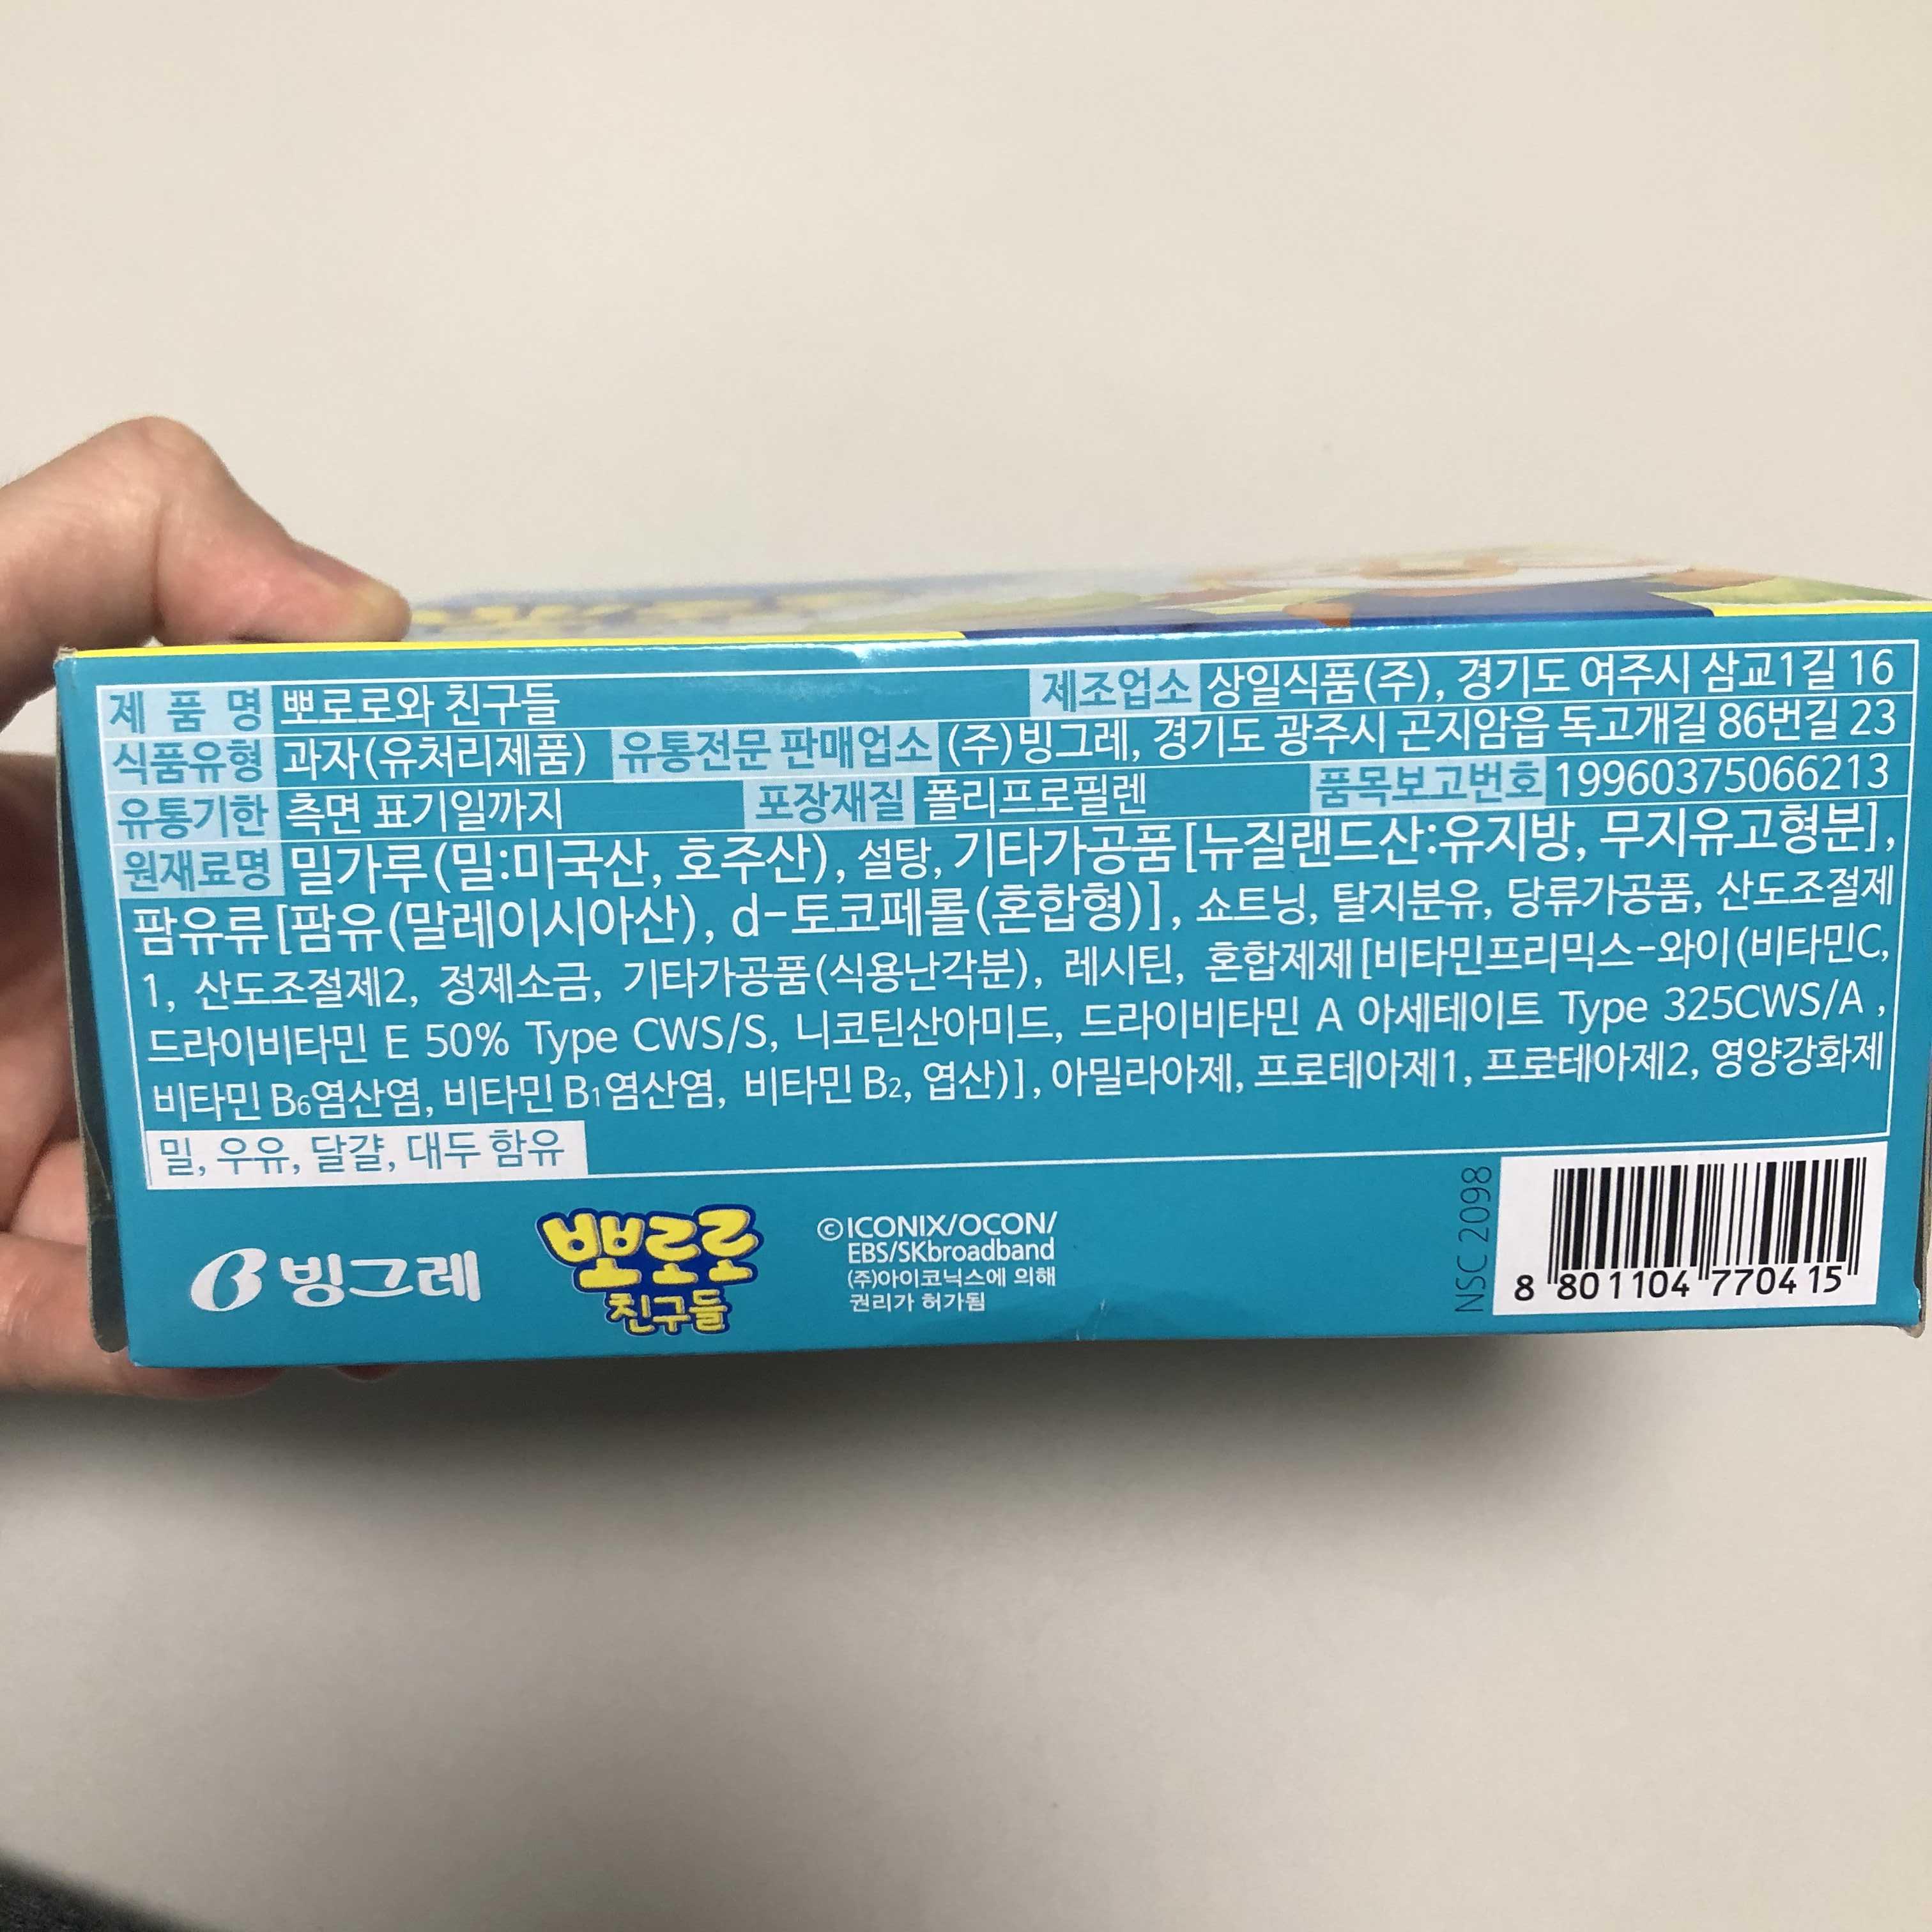 제 품 명 뽀로로와 친구들 제조업소 상일식품(주), 경기도 여주시 삼교1길 16
식품유형 과자(유처리제품) 유통전문 판매업소 (주)빙그레, 경기도 광주시 곤지암읍 독고개길 86번길 23
유통기한 측면 표기일까지 포장재질 폴리프로필렌 품목보고번호 19960375066213
원재료명 밀가루(밀:미국산, 호주산), 설탕, 기타가공품[뉴질랜드산:유지방, 무지유고형분],
팜유류[팜유(말레이시아산), d-토코페롤(혼합형)], 쇼트닝, 탈지분유, 당류가공품, 산도조절제
1, 산도조절제2, 정제소금, 기타가공품(식용난각분), 레시틴, 혼합제제[비타민프리믹스-와이(비타민C,
드라이비타민 E 50% Type CWS/S, 니코틴산아미드, 드라이비타민 A 아세테이트 Type 325CWS/A ,
비타민 B6염산염, 비타민 B1염산염, 비타민 B2, 엽산)], 아밀라아제, 프로테아제1, 프로테아제2, 영양강화제
밀, 우유, 달걀, 대두 함유
빙그레
뽀로로
친구들
©ICONIX/OCON/
EBS/SKbroadband
(주)아이코닉스에 의해
권리가 허가됨
NSC 2098
8 801104 770415